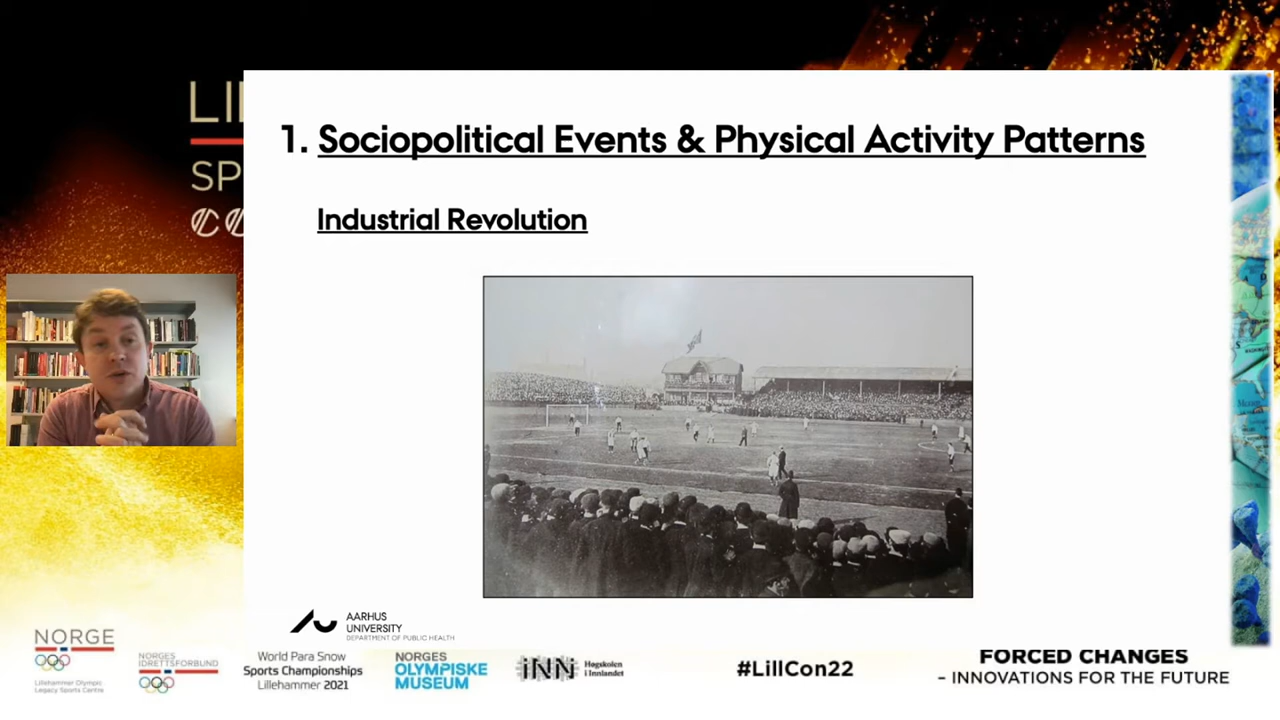 LI
SP
1. Sociopolitical Events & Physical Activity Patterns
Industrial Revolution
AARHUS
UNIVERSITY
DEPARTMENT OF PUBLIC HEALTH
NORGE
Lillehammer Olympic
Legacy Sports Centre
NORGES
IDRETTSFORBUND
World Para Snow
Sports Championships
Lillehammer 2021
NORGES
OLYMPISKE
MUSEUM
iNN
Høgskolen
i Innlandet
#LillCon22
FORCED CHANGES
– INNOVATIONS FOR THE FUTURE